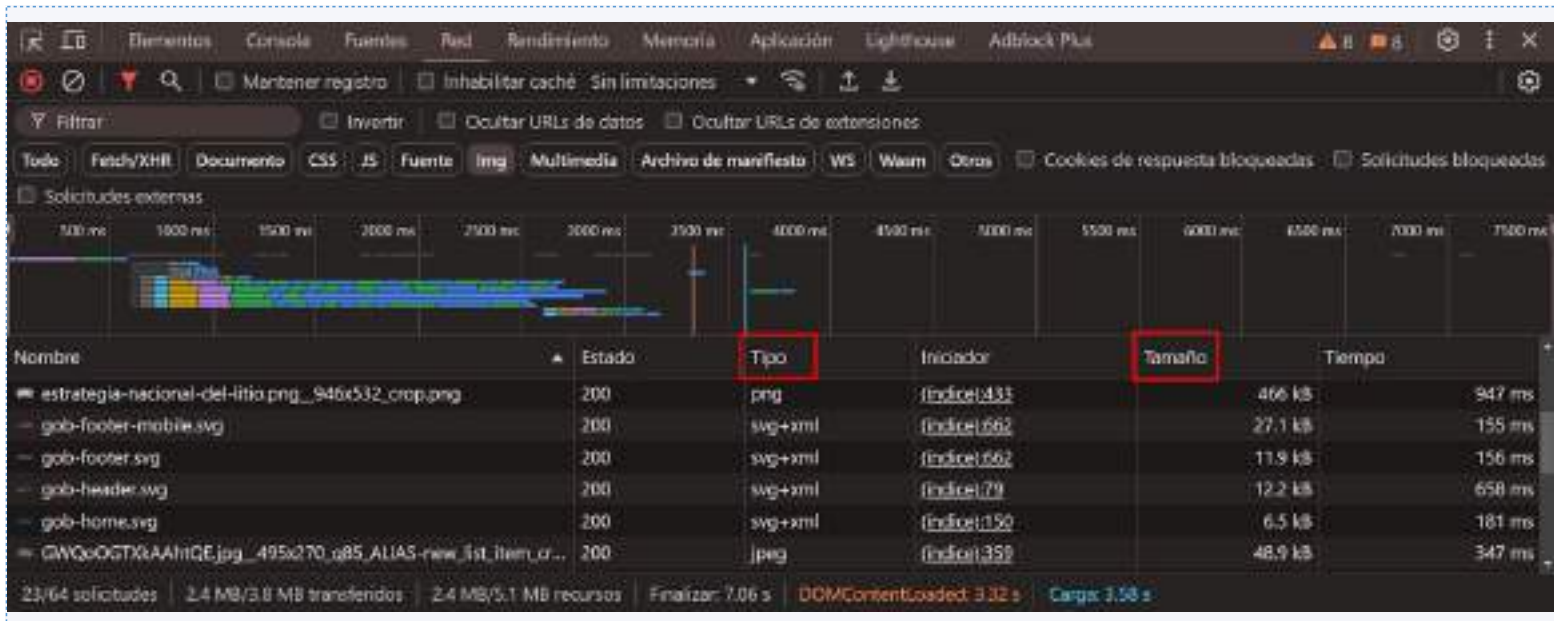 Elementos Consola Fuentes Red Rendimiento Memoria Aplicación Lighthouse Adblock Plus 8 6
Mantener registro Inhabilitar caché Sin limitaciones
Filtrar Invertir Ocultar URLs de datos Ocultar URLs de extensiones
Todo Fetch/XHR Documento CSS JS Fuente Img Multimedia Archivo de manifiesto WS Wasm Otros Cookies de respuesta bloqueadas Solicitudes bloqueadas
Solicitudes externas
500 ms 1000 ms 1500 ms 2000 ms 2500 ms 3000 ms 3500 ms 4000 ms 4500 ms 5000 ms 5500 ms 6000 ms 6500 ms 7000 ms 7500 ms
Nombre Estado Tipo Iniciador Tamaño Tiempo
estrategia-nacional-del-litio.png__946x532_crop.png 200 png (índice):433 466 kB 947 ms
gob-footer-mobile.svg 200 svg+xml (índice):662 27.1 kB 155 ms
gob-footer.svg 200 svg+xml (índice):662 11.9 kB 156 ms
gob-header.svg 200 svg+xml (índice):79 12.2 kB 658 ms
gob-home.svg 200 svg+xml (índice):150 6.5 kB 181 ms
200 jpeg (índice):359 48.9 kB 347 ms
23/64 solicitudes 2.4 MB/3.8 MB transferidos 2.4 MB/5.1 MB recursos Finalizar: 7.06 s DOMContentLoaded: 3.32 s Carga: 3.58 s